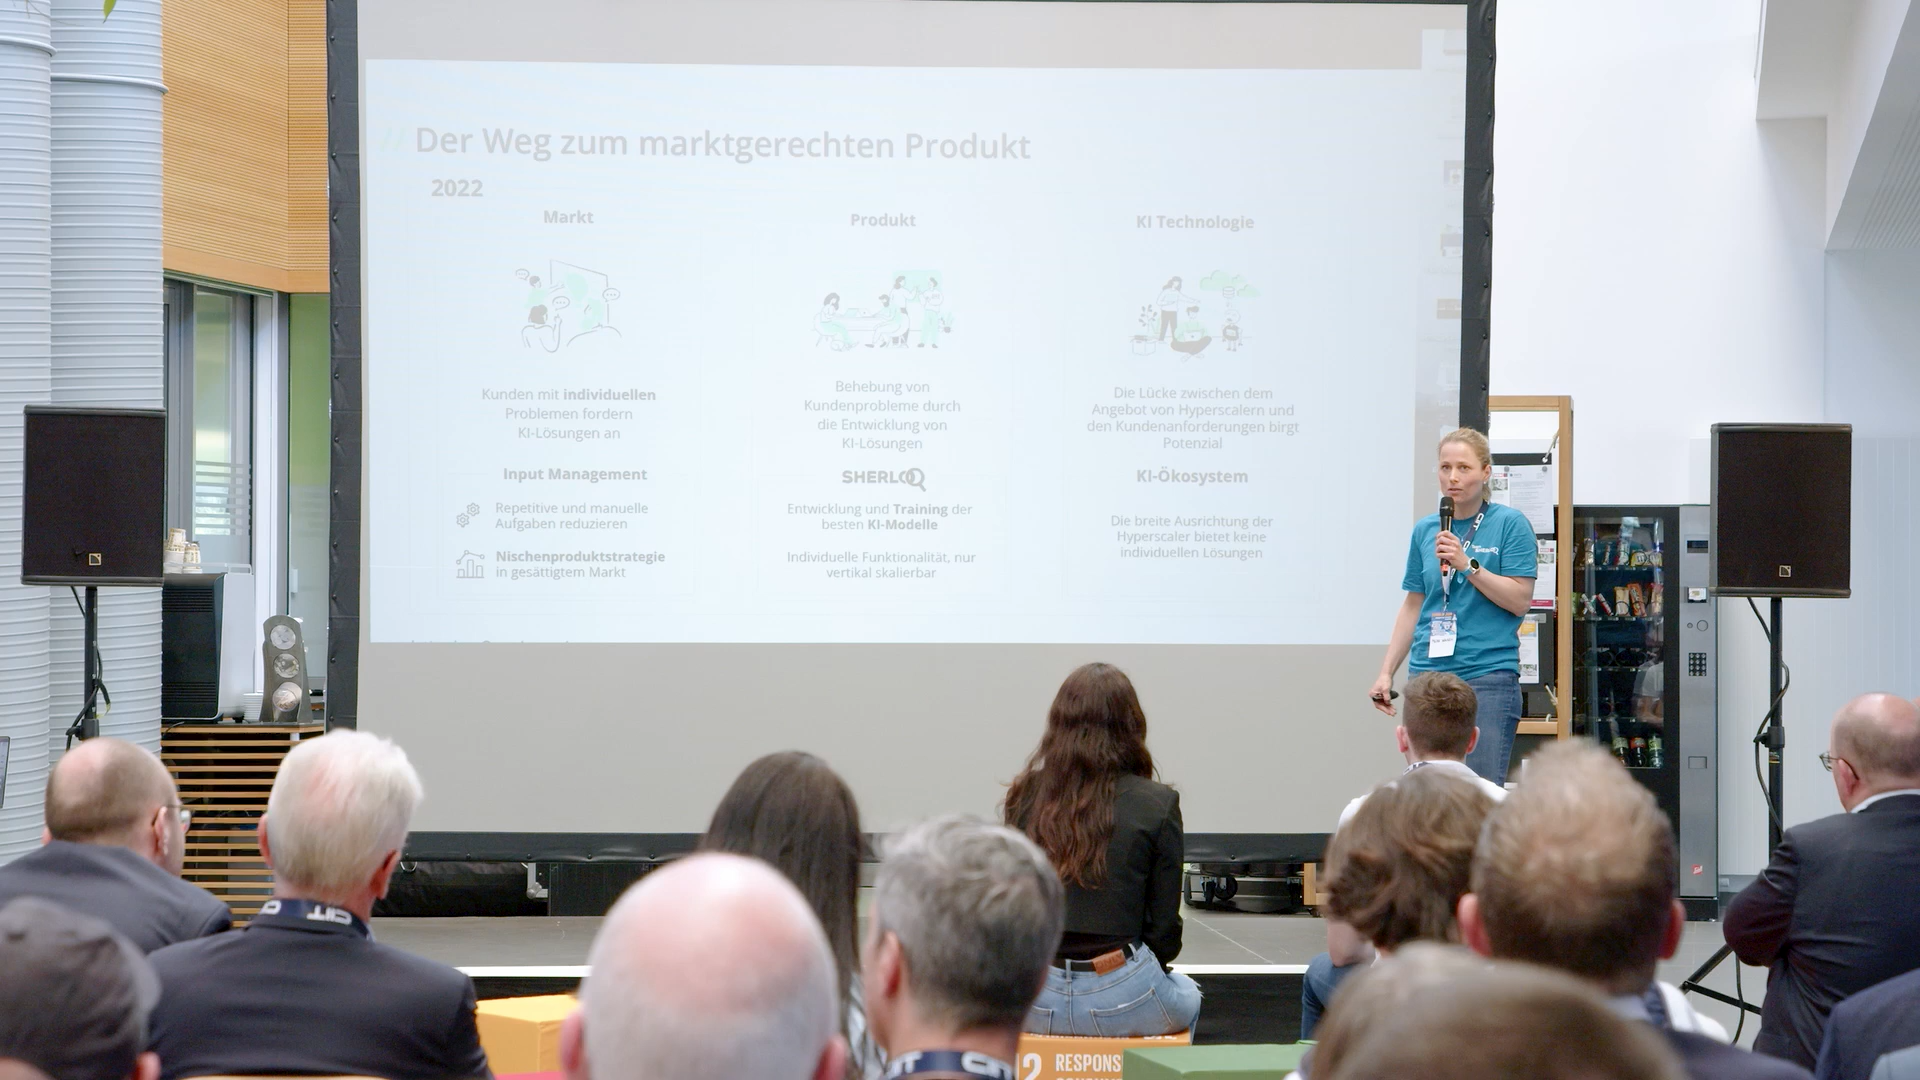 // Der Weg zum marktgerechten Produkt
2022
Markt
Kunden mit individuellen
Problemen fordern
KI-Lösungen an
Input Management
Repetitive und manuelle
Aufgaben reduzieren
Nischenproduktstrategie
in gesättigtem Markt
Produkt
Behebung von
Kundenprobleme durch
die Entwicklung von
KI-Lösungen
SHERLOQ
Entwicklung und Training der
besten KI-Modelle
Individuelle Funktionalität, nur
vertikal skalierbar
KI Technologie
Die Lücke zwischen dem
Angebot von Hyperscalern und
den Kundenanforderungen birgt
Potenzial
KI-Ökosystem
Die breite Ausrichtung der
Hyperscaler bietet keine
individuellen Lösungen
2 RESPONS